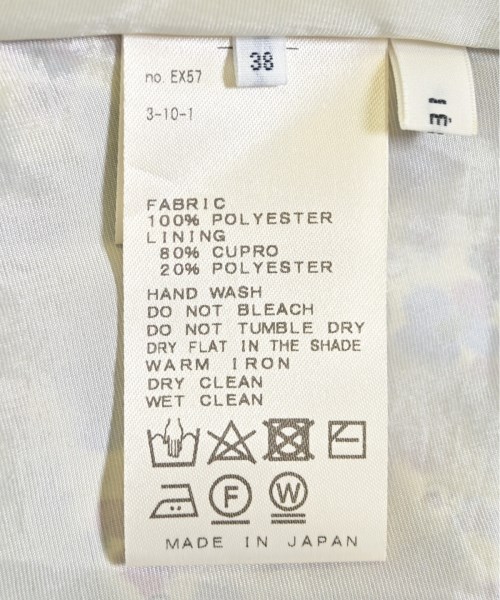 38
no. EX57
3-10-1
FABRIC
100% POLYESTER
LINING
80% CUPRO
20% POLYESTER
HAND WASH
DO NOT BLEACH
DO NOT TUMBLE DRY
DRY FLAT IN THE SHADE
WARM IRON
DRY CLEAN
WET CLEAN
F W
MADE IN JAPAN